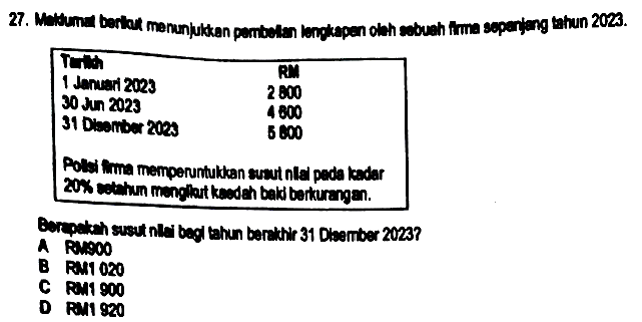 27. Maklumat berikut menunjukkan pembelian lengkapan oleh sebuah firma sepanjang tahun 2023.
Tarikh RM
1 Januari 2023 2 800
30 Jun 2023 4 600
31 Disember 2023 5 800
Polisi firma memperuntukkan susut nilai pada kadar
20% setahun mengikut kaedah baki berkurangan.
Berapakah susut nilai bagi tahun berakhir 31 Disember 2023?
A RM900
B RM1 020
C RM1 900
D RM1 920